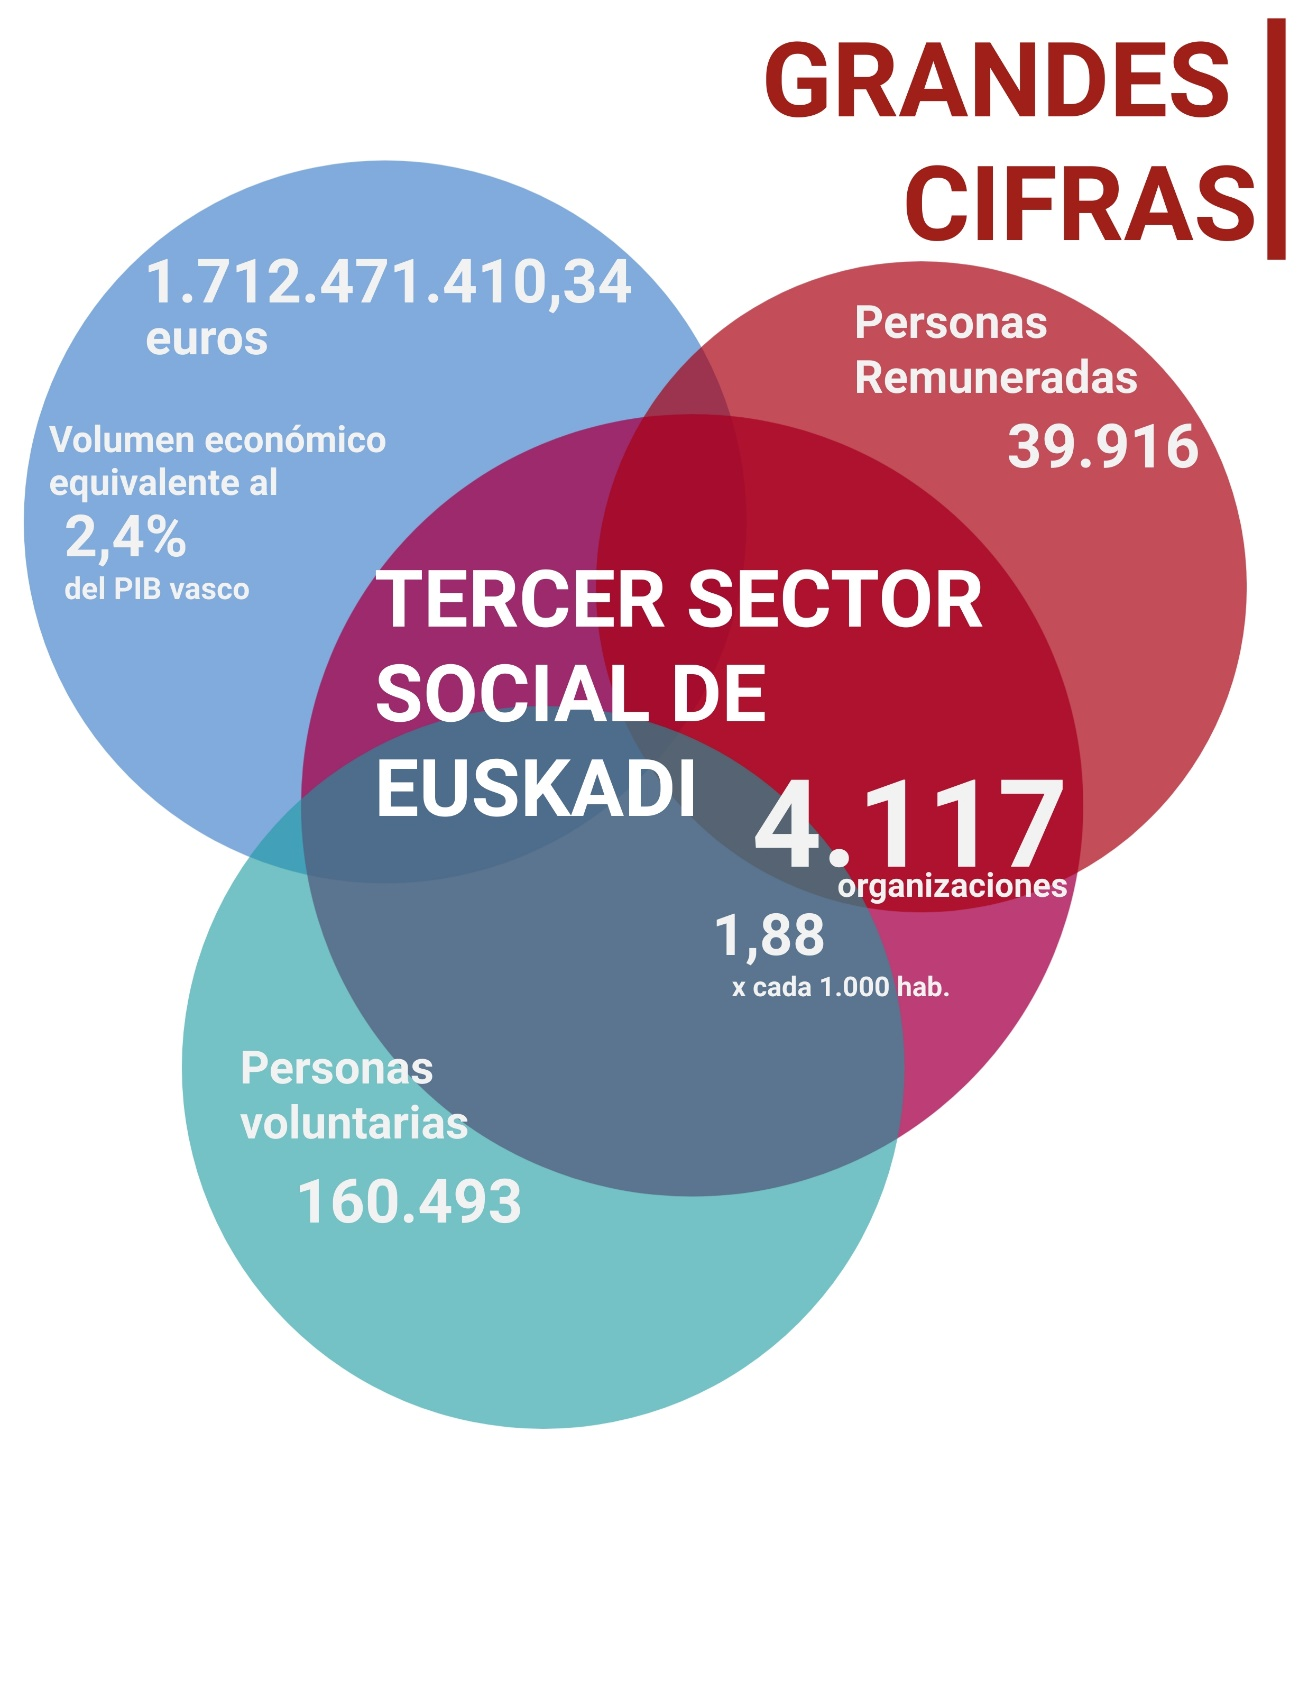 GRANDES
CIFRAS
1.712.471.410,34
euros
Volumen económico
equivalente al
2,4%
del PIB vasco
Personas
Remuneradas
39.916
TERCER SECTOR
SOCIAL DE
EUSKADI
4.117
organizaciones
1,88
x cada 1.000 hab.
Personas
voluntarias
160.493